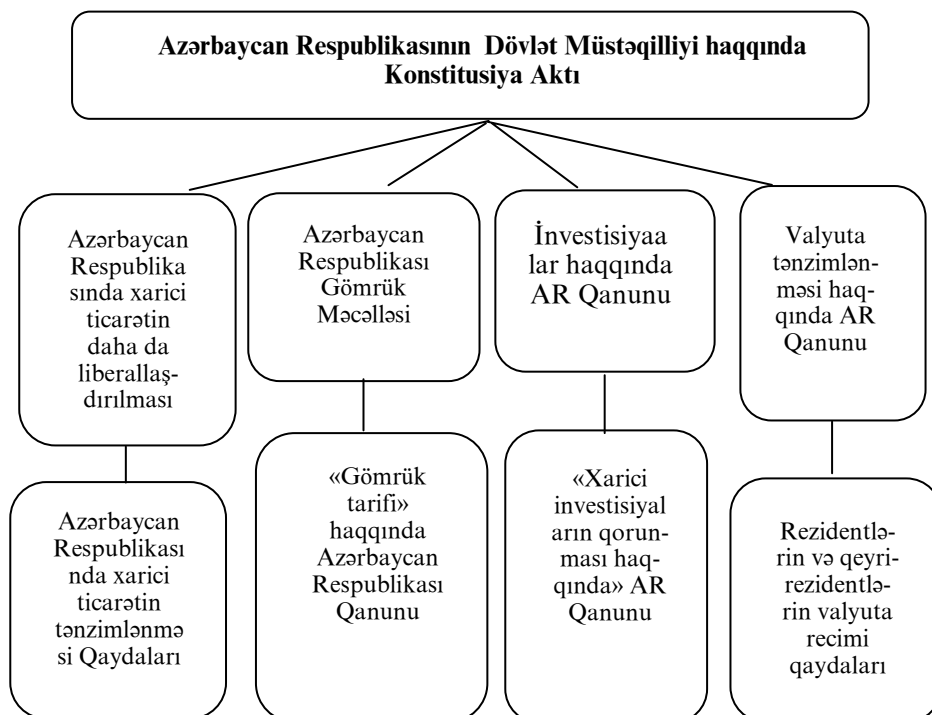 Azərbaycan Respublikasının Dövlət Müstəqilliyi haqqında
Konstitusiya Aktı
Azərbaycan
Respublika
sında xarici
ticarətin
daha da
liberallaş-
dırılması
Azərbaycan
Respublikası
Gömrük
Məcəlləsi
İnvestisiyaa
lar haqqında
AR Qanunu
Valyuta
tənzimlən-
məsi haq-
qında AR
Qanunu
Azərbaycan
Respublikası
nda xarici
ticarətin
tənzimlənmə
si Qaydaları
«Gömrük
tarifi»
haqqında
Azərbaycan
Respublikası
Qanunu
«Xarici
investisiyal
arın qorun-
ması haq-
qında» AR
Qanunu
Rezidentlə-
rin və qeyri-
rezidentlə-
rin valyuta
recimi
qaydaları